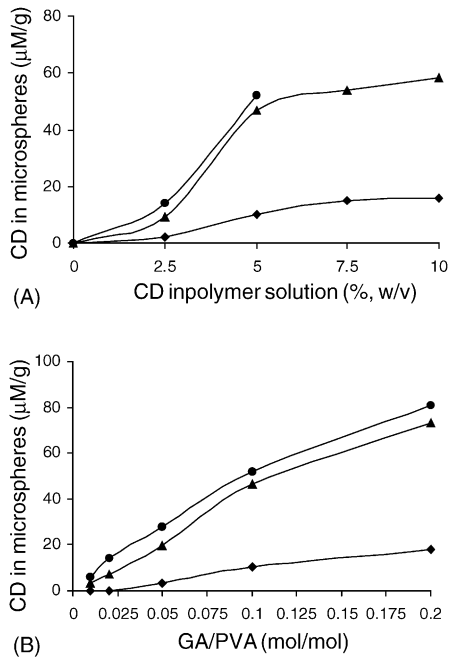 CD in microspheres (μM/g)
80
60
40
20
0
0 2.5 5 7.5 10
(A) CD inpolymer solution (%, w/v)
CD in microspheres (μM/g)
100
80
60
40
20
0
0 0.025 0.05 0.075 0.1 0.125 0.15 0.175 0.2
(B) GA/PVA (mol/mol)